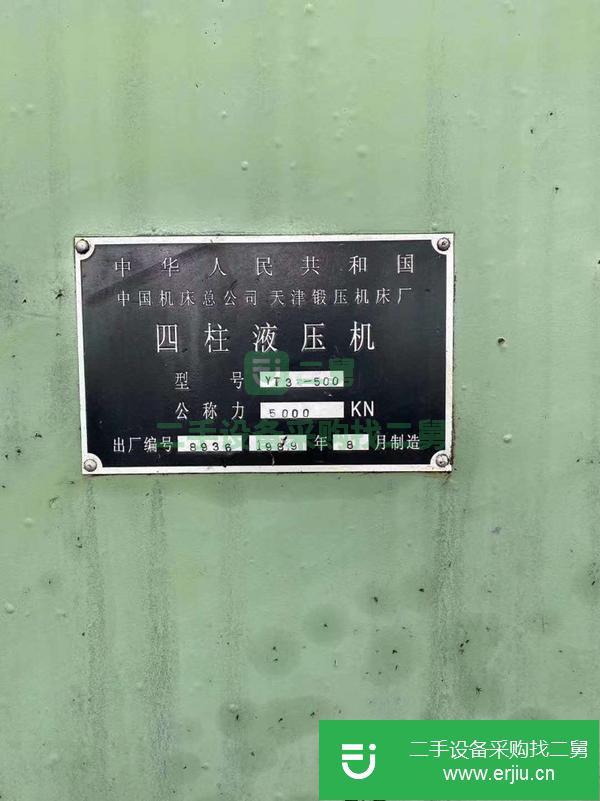 中华人民共和国
中国机床总公司 天津锻压机床厂
四柱液压机
型号 YT32-500
公称力 5000 KN
出厂编号 8936 1989 年 8 月制造
二舅
二手设备采购找二舅
二手设备采购找二舅
www.erjiu.cn